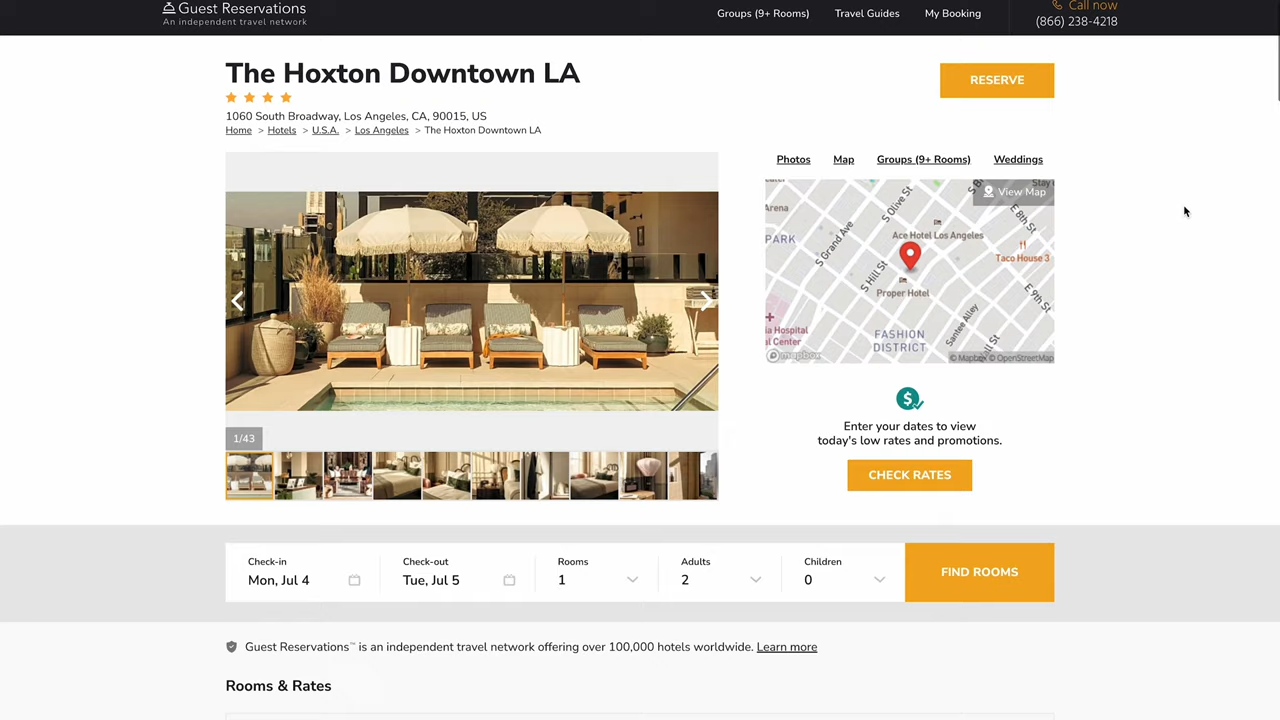 Guest Reservations
An independent travel network
Groups (9+ Rooms)
Travel Guides
My Booking
Call now
(866) 238-4218
The Hoxton Downtown LA
RESERVE
1060 South Broadway, Los Angeles, CA, 90015, US
Home > Hotels > U.S.A. > Los Angeles > The Hoxton Downtown LA
Photos
Map
Groups (9+ Rooms)
Weddings
View Map
S Olive St
E 8th St
Arena
Ace Hotel Los Angeles
PARK
S Grand Ave
Taco House 3
S Hill St
Proper Hotel
E 9th St
Santee Alley
Hospital
l Center
FASHION
DISTRICT
mapbox
© Mapbox © OpenStreetMap
1/43
$
Enter your dates to view
today's low rates and promotions.
CHECK RATES
Check-in
Mon, Jul 4
Check-out
Tue, Jul 5
Rooms
1
Adults
2
Children
0
FIND ROOMS
Guest Reservations™ is an independent travel network offering over 100,000 hotels worldwide. Learn more
Rooms & Rates